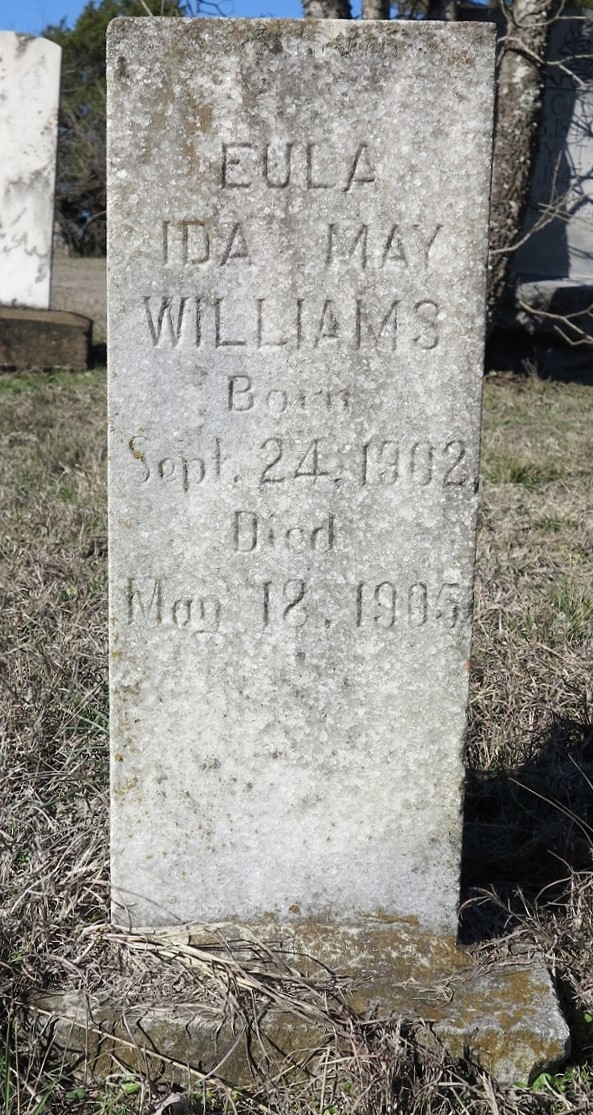 EULA
IDA MAY
WILLIAMS
Born
Sept. 24, 1902,
Died
May 18, 1905